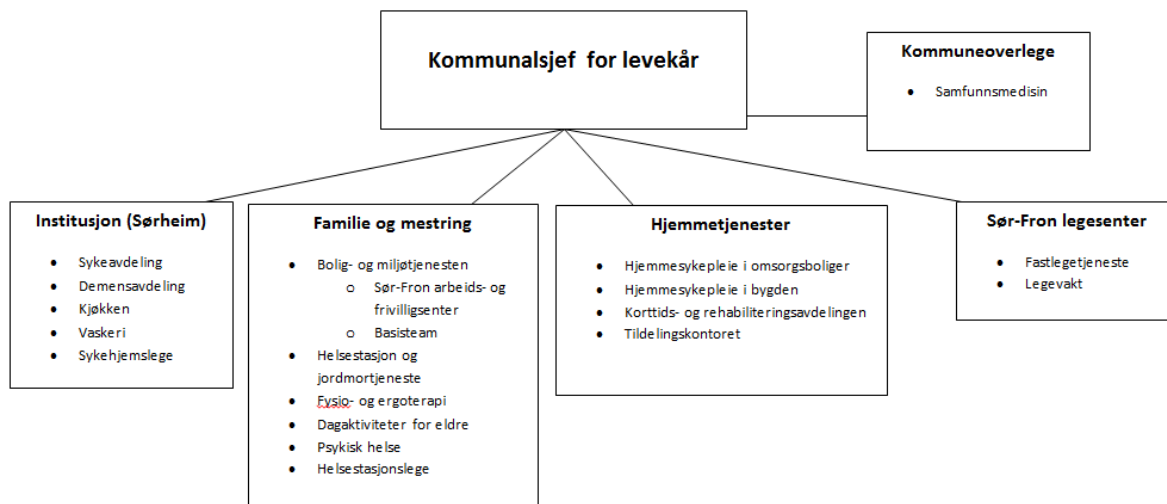 Kommunalsjef for levekår
Kommuneoverlege
• Samfunnsmedisin
Institusjon (Sørheim)
• Sykeavdeling
• Demensavdeling
• Kjøkken
• Vaskeri
• Sykehjemslege
Familie og mestring
• Bolig- og miljøtjenesten
o Sør-Fron arbeids- og
frivilligsenter
o Basisteam
• Helsestasjon og
jordmortjeneste
• Fysio- og ergoterapi
• Dagaktiviteter for eldre
• Psykisk helse
• Helsestasjonslege
Hjemmetjenester
• Hjemmesykepleie i omsorgsboliger
• Hjemmesykepleie i bygden
• Korttids- og rehabiliteringsavdelingen
• Tildelingskontoret
Sør-Fron legesenter
• Fastlegetjeneste
• Legevakt